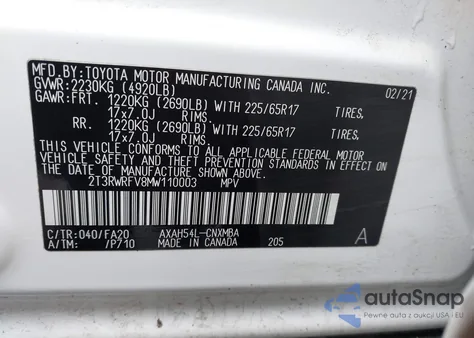 MFD.BY:TOYOTA MOTOR MANUFACTURING CANADA INC.
GVWR:2230KG (4920LB) 02/21
GAWR:FRT. 1220KG (2690LB) WITH 225/65R17 TIRES.
17x7.0J RIMS.
RR. 1220KG (2690LB) WITH 225/65R17 TIRES.
17x7.0J RIMS.
THIS VEHICLE CONFORMS TO ALL APPLICABLE FEDERAL MOTOR
VEHICLE SAFETY AND THEFT PREVENTION STANDARDS IN EFFECT ON
THE DATE OF MANUFACTURE SHOWN ABOVE.
2T3RWRFV8MW110003 MPV
C/TR:040/FA20 AXAH54L-CNXMBA
A/TM: /P710 MADE IN CANADA 205 A
autoSnap
Pewne auta z aukcji USA i EU